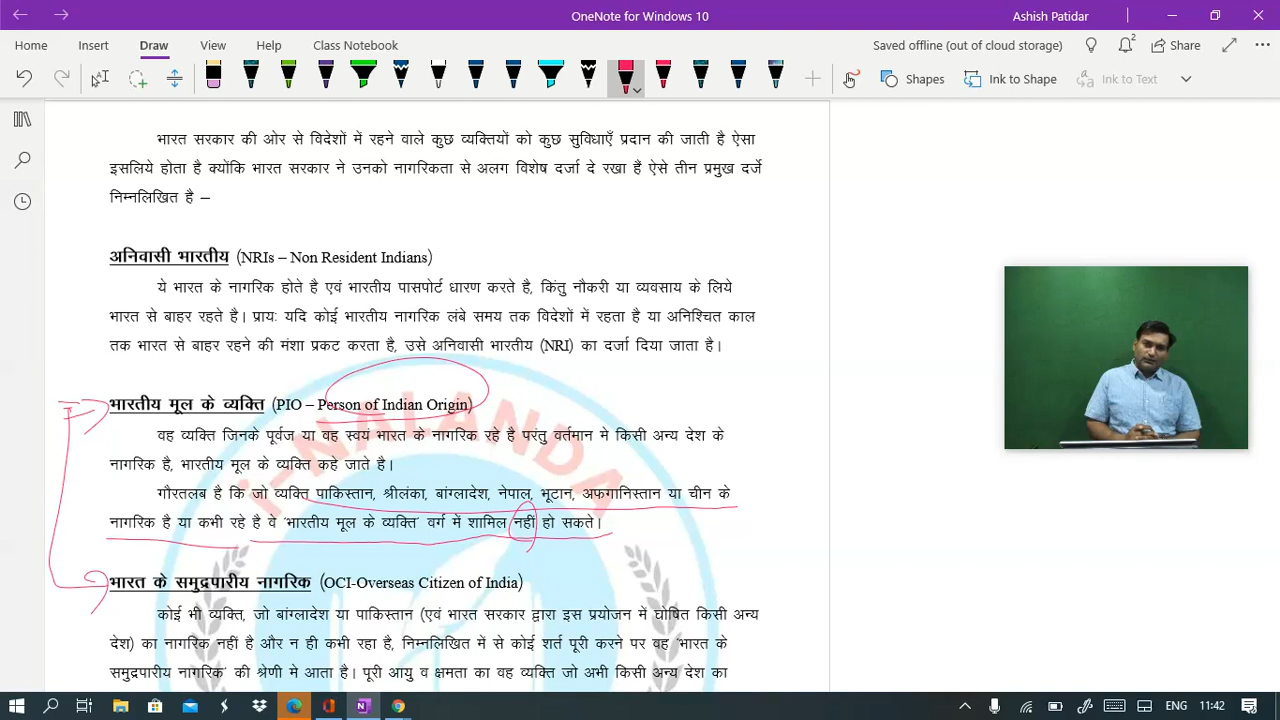 OneNote for Windows 10
Ashish Patidar
Home Insert Draw View Help Class Notebook
Saved offline (out of cloud storage) Share
Shapes Ink to Shape Ink to Text
भारत सरकार की ओर से विदेशों में रहने वाले कुछ व्यक्तियों को कुछ सुविधाएँ प्रदान की जाती है ऐसा
इसलिये होता है क्योंकि भारत सरकार ने उनको नागरिकता से अलग विशेष दर्जा दे रखा हैं ऐसे तीन प्रमुख दर्जे
निम्नलिखित है –
अनिवासी भारतीय (NRIs – Non Resident Indians)
ये भारत के नागरिक होते है एवं भारतीय पासपोर्ट धारण करते है, किंतु नौकरी या व्यवसाय के लिये
भारत से बाहर रहते है। प्रायः यदि कोई भारतीय नागरिक लंबे समय तक विदेशों में रहता है या अनिश्चित काल
तक भारत से बाहर रहने की मंशा प्रकट करता है, उसे अनिवासी भारतीय (NRI) का दर्जा दिया जाता है।
भारतीय मूल के व्यक्ति (PIO – Person of Indian Origin)
वह व्यक्ति जिनके पूर्वज या वह स्वयं भारत के नागरिक रहे है परंतु वर्तमान मे किसी अन्य देश के
नागरिक है, भारतीय मूल के व्यक्ति कहे जाते है।
गौरतलब है कि जो व्यक्ति पाकिस्तान, श्रीलंका, बांग्लादेश, नेपाल, भूटान, अफगानिस्तान या चीन के
नागरिक है या कभी रहे है वे 'भारतीय मूल के व्यक्ति' वर्ग में शामिल नहीं हो सकते।
भारत के समुद्रपारीय नागरिक (OCI-Overseas Citizen of India)
कोई भी व्यक्ति, जो बांग्लादेश या पाकिस्तान (एवं भारत सरकार द्वारा इस प्रयोजन में घोषित किसी अन्य
देश) का नागरिक नहीं है और न ही कभी रहा है, निम्नलिखित में से कोई शर्त पूरी करने पर वह 'भारत के
समुद्रपारीय नागरिक' की श्रेणी मे आता है। पूरी आयु व क्षमता का वह व्यक्ति जो अभी किसी अन्य देश का
I-NALANDA
ENG 11:42